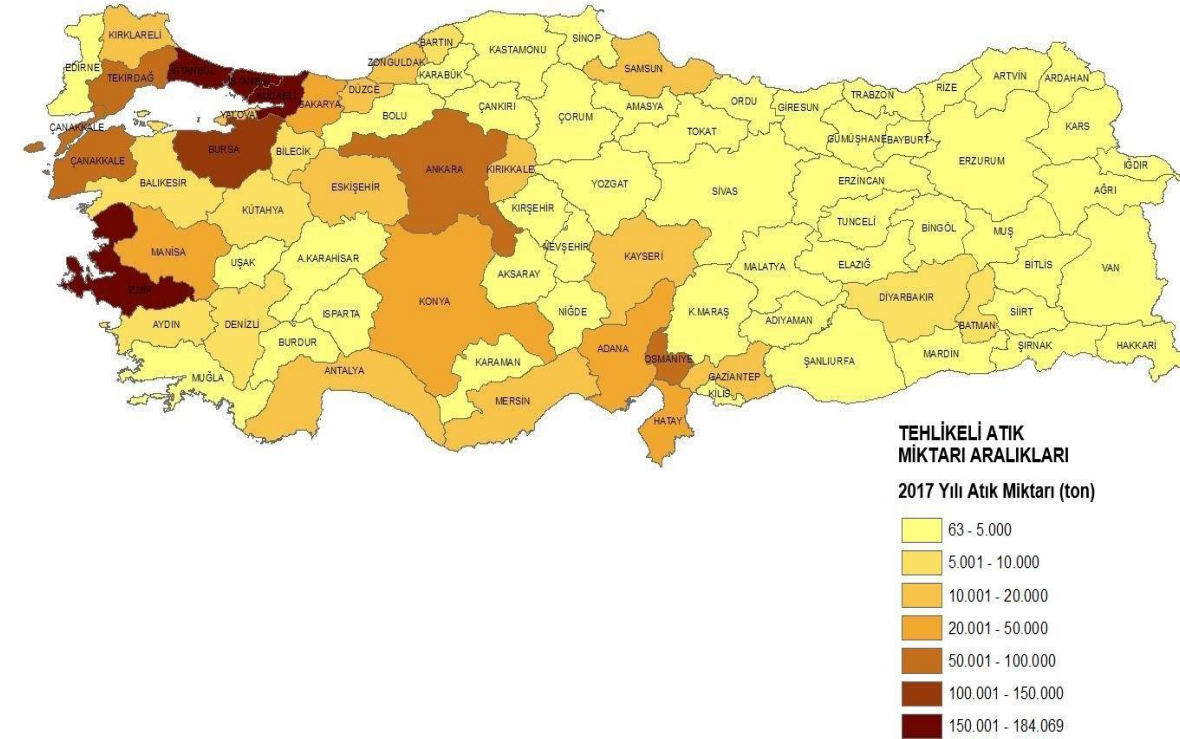 KIRKLARELİ
EDİRNE
TEKİRDAĞ
İSTANBUL
İSTANBUL
KOCAELİ
YALOVA
SAKARYA
DÜZCE
ZONGULDAK
BARTIN
KARABÜK
KASTAMONU
SİNOP
SAMSUN
ÇANKIRI
BOLU
ÇORUM
AMASYA
ORDU
TOKAT
GİRESUN
TRABZON
RİZE
ARTVİN
ARDAHAN
KARS
GÜMÜŞHANE
BAYBURT
ERZURUM
IĞDIR
AĞRI
ÇANAKKALE
ÇANAKKALE
BALIKESİR
BURSA
BİLECİK
ESKİŞEHİR
ANKARA
KIRIKKALE
KÜTAHYA
YOZGAT
SİVAS
ERZİNCAN
TUNCELİ
BİNGÖL
MUŞ
BİTLİS
VAN
KIRŞEHİR
NEVŞEHİR
KAYSERİ
MALATYA
ELAZIĞ
MANİSA
UŞAK
A.KARAHİSAR
AKSARAY
İZMİR
KONYA
NİĞDE
K.MARAŞ
ADIYAMAN
DİYARBAKIR
BATMAN
SİİRT
ŞIRNAK
HAKKARİ
AYDIN
DENİZLİ
ISPARTA
BURDUR
MUĞLA
ANTALYA
KARAMAN
MERSİN
ADANA
OSMANİYE
GAZİANTEP
KİLİS
ŞANLIURFA
MARDİN
HATAY
TEHLİKELİ ATIK
MİKTARI ARALIKLARI
2017 Yılı Atık Miktarı (ton)
63 - 5.000
5.001 - 10.000
10.001 - 20.000
20.001 - 50.000
50.001 - 100.000
100.001 - 150.000
150.001 - 184.069